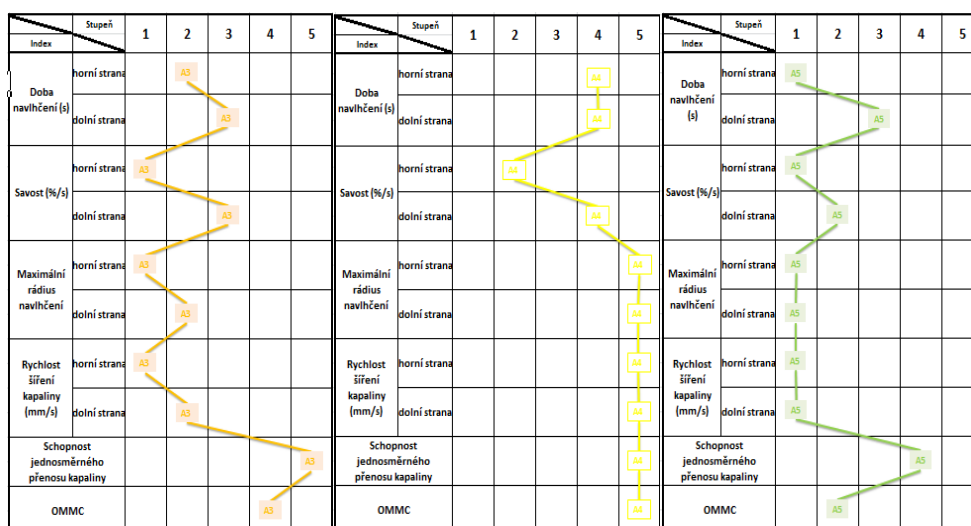 Stupeň
Index
1 2 3 4 5
Doba
navlhčení (s)
horní strana
A3
dolní strana
A3
Savost (%/s)
horní strana
A3
dolní strana
A3
Maximální
rádius
navlhčení
horní strana
A3
dolní strana
A3
Rychlost
šíření
kapaliny
(mm/s)
horní strana
A3
dolní strana
A3
Schopnost
jednosměrného
přenosu kapaliny
A3
OMMC
A3
Stupeň
Index
1 2 3 4 5
Doba
navlhčení (s)
horní strana
A4
dolní strana
A4
Savost (%/s)
horní strana
A4
dolní strana
A4
Maximální
rádius
navlhčení
horní strana
A4
dolní strana
A4
Rychlost
šíření
kapaliny
(mm/s)
horní strana
A4
dolní strana
A4
Schopnost
jednosměrného
přenosu kapaliny
A4
OMMC
A4
Stupeň
Index
1 2 3 4 5
Doba
navlhčení
(s)
horní strana
A5
dolní strana
A5
Savost (%/s)
horní strana
A5
dolní strana
A5
Maximální
rádius
navlhčení
horní strana
A5
dolní strana
A5
Rychlost
šíření
kapaliny
(mm/s)
horní strana
A5
dolní strana
A5
Schopnost
jednosměrného
přenosu kapaliny
A5
OMMC
A5